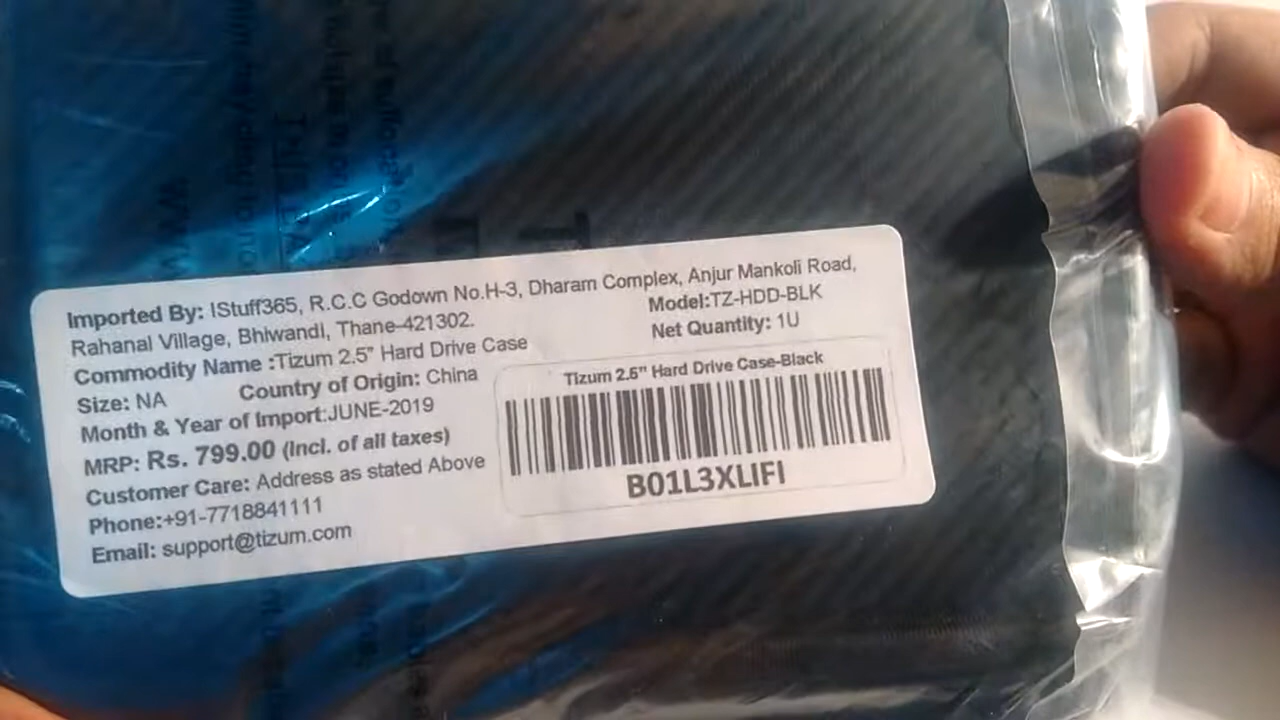 Imported By: IStuff365, R.C.C Godown No.H-3, Dharam Complex, Anjur Mankoli Road,
Rahanal Village, Bhiwandi, Thane-421302.
Model:TZ-HDD-BLK
Commodity Name :Tizum 2.5" Hard Drive Case
Net Quantity: 1U
Size: NA Country of Origin: China
Month & Year of Import:JUNE-2019
MRP: Rs. 799.00 (Incl. of all taxes)
Customer Care: Address as stated Above
Phone:+91-7718841111
Email: support@tizum.com
Tizum 2.5" Hard Drive Case-Black
B01L3XLIFI